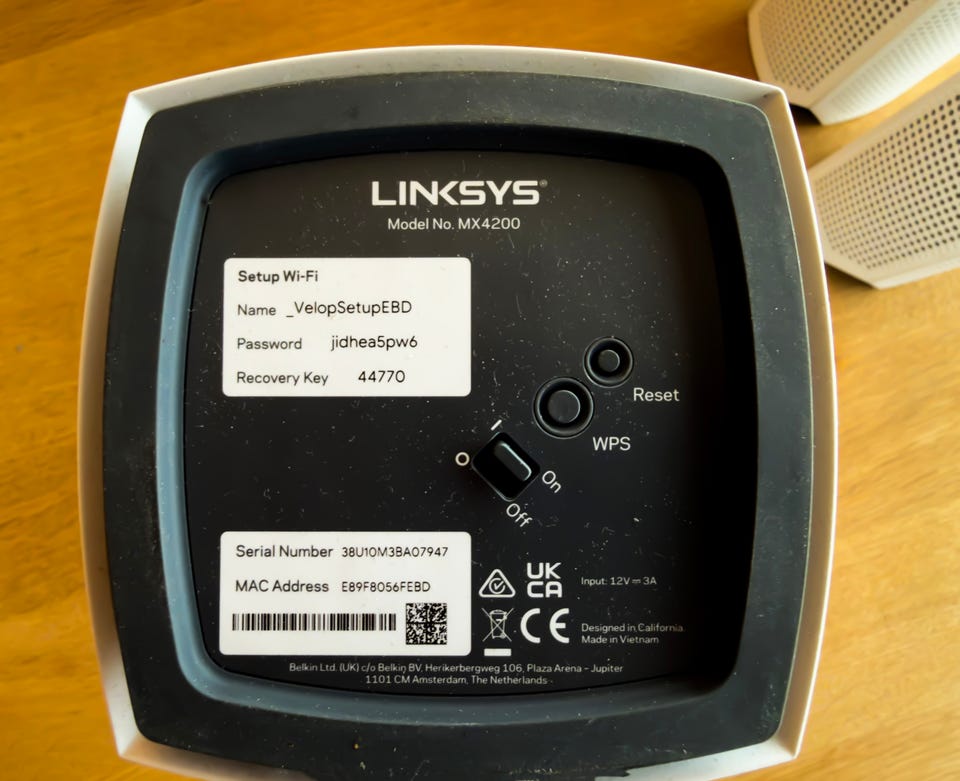 LINKSYS®
Model No. MX4200
Setup Wi-Fi
Name _VelopSetupEBD
Password jidhea5pw6
Recovery Key 44770
Reset
WPS
I
O
On
Off
Serial Number 38U10M3BA07947
MAC Address E89F8056FEBD
UK
CA
Input: 12V⎓3A
CE
Designed in California
Made in Vietnam
Belkin Ltd. (UK) c/o Belkin BV, Herikerbergweg 106, Plaza Arena - Jupiter
1101 CM Amsterdam, The Netherlands